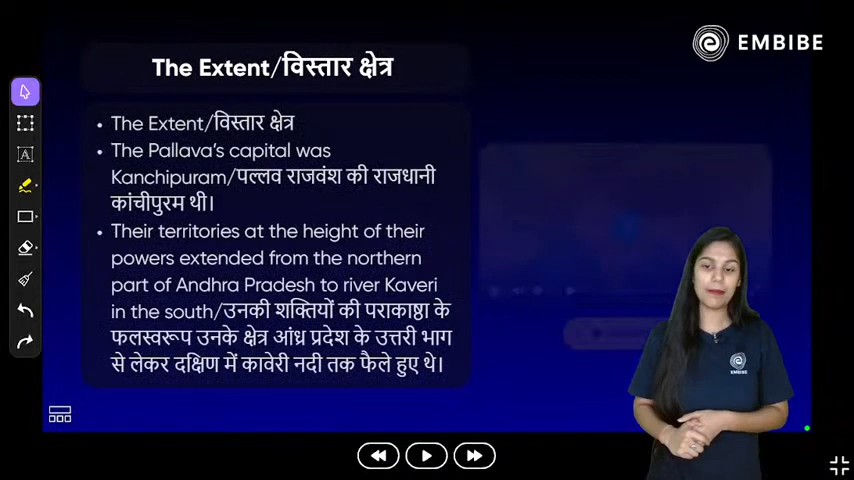 EMBIBE
The Extent/विस्तार क्षेत्र
• The Extent/विस्तार क्षेत्र
• The Pallava's capital was
Kanchipuram/पल्लव राजवंश की राजधानी
कांचीपुरम थी।
• Their territories at the height of their
powers extended from the northern
part of Andhra Pradesh to river Kaveri
in the south/उनकी शक्तियों की पराकाष्ठा के
फलस्वरूप उनके क्षेत्र आंध्र प्रदेश के उत्तरी भाग
से लेकर दक्षिण में कावेरी नदी तक फैले हुए थे।
A
EMBIBE